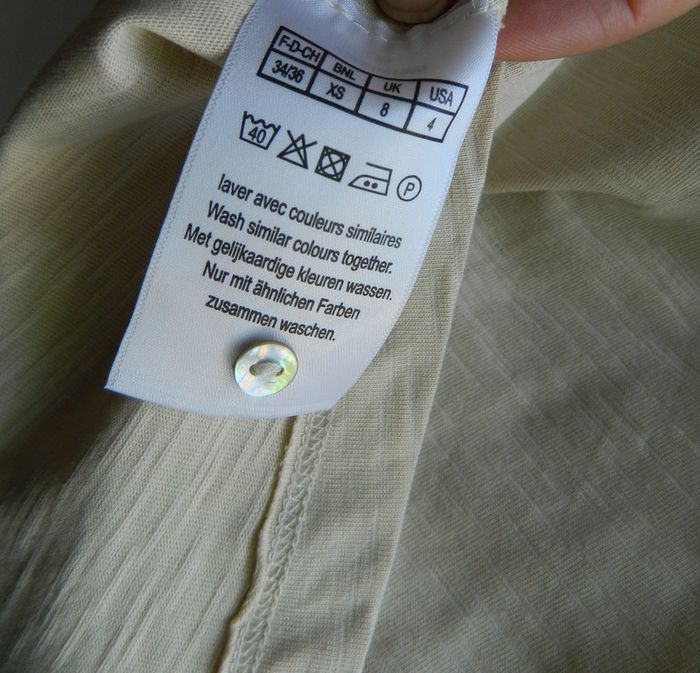 F-D-CH BNL UK USA
34/36 XS 8 4
40 P
laver avec couleurs similaires
Wash similar colours together.
Met gelijkaardige kleuren wassen.
Nur mit ähnlichen Farben
zusammen waschen.